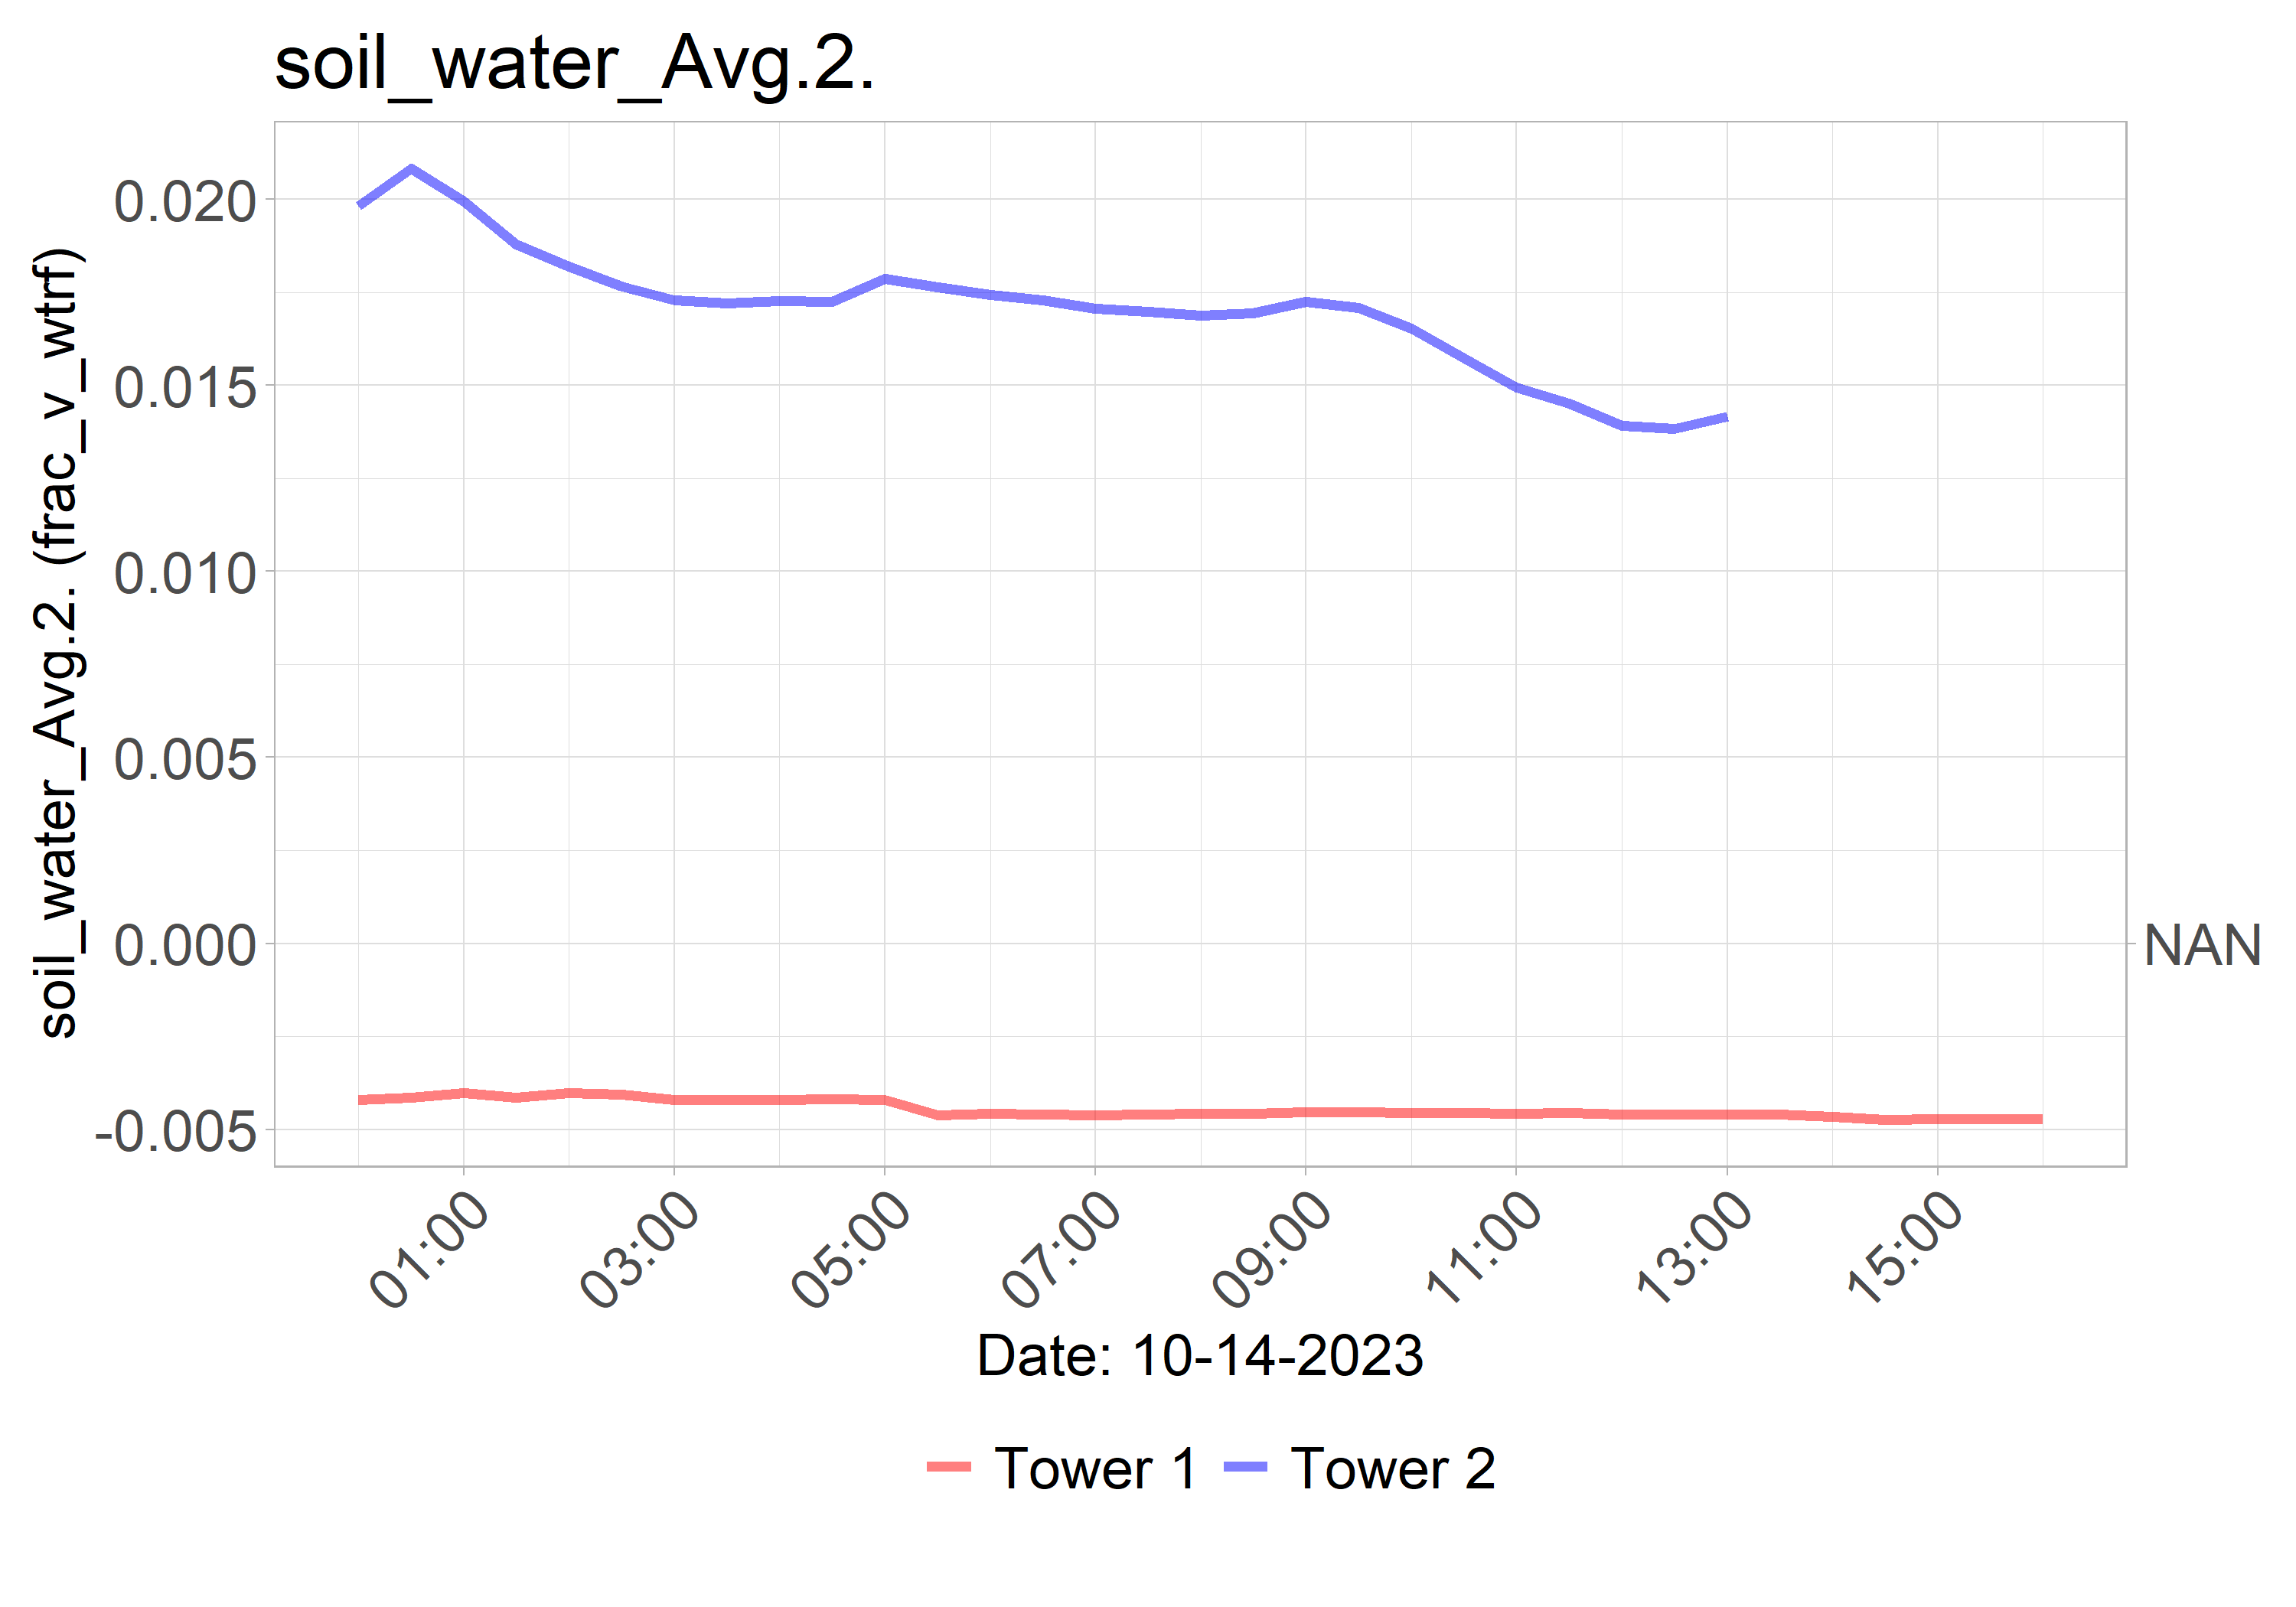 soil_water_Avg.2.
soil_water_Avg.2. (frac_v_wtrf)
0.020
0.015
0.010
0.005
0.000
-0.005
NAN
01:00
03:00
05:00
07:00
09:00
11:00
13:00
15:00
Date: 10-14-2023
Tower 1 Tower 2